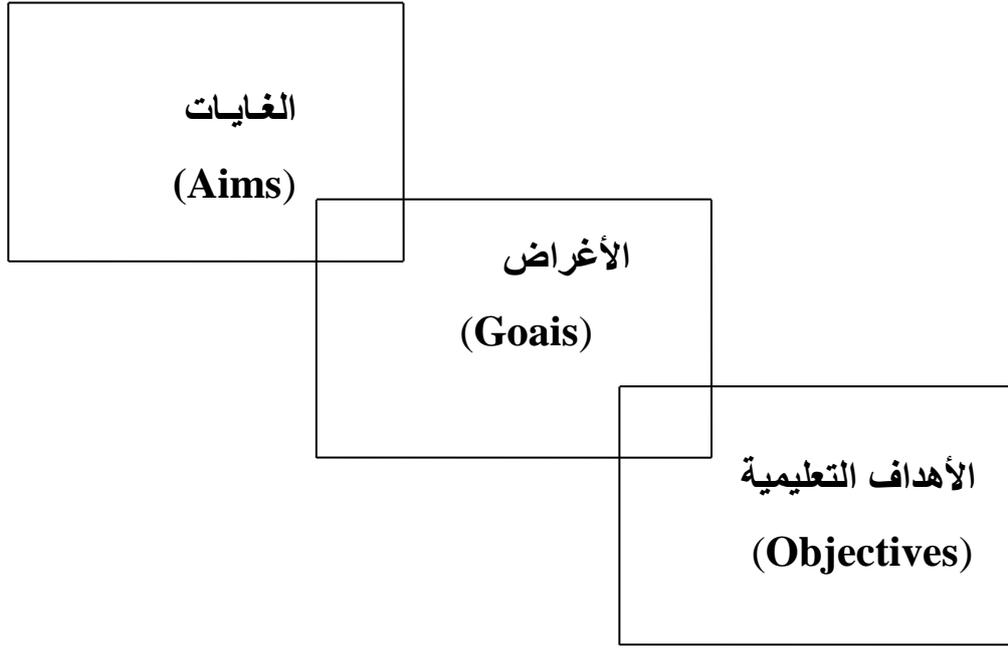 الغايات
(Aims)
الأغراض
(Goais)
الأهداف التعليمية
(Objectives)